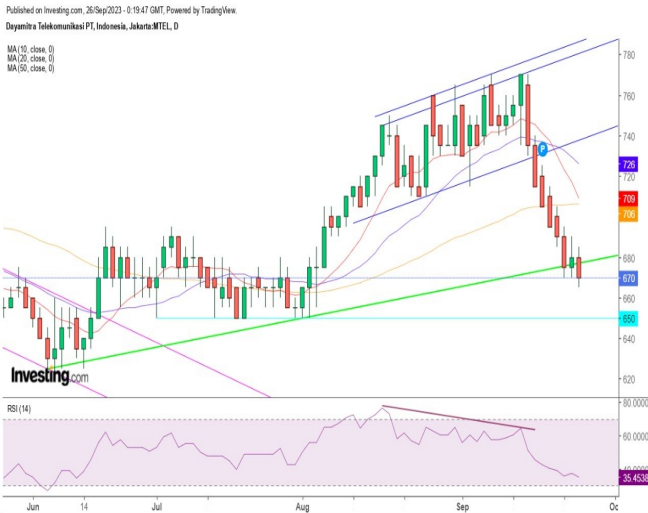 Published on Investing.com, 26/Sep/2023 - 0:19:47 GMT, Powered by TradingView.
Dayamitra Telekomunikasi PT, Indonesia, Jakarta:MTEL, D
MA (10, close, 0)
MA (20, close, 0)
MA (50, close, 0)
780
760
740
726
720
709
706
680
670
660
650
640
620
P
Investing.com
RSI (14)
80.0000
60.0000
40.0000
35.4538
Jun 14 Jul Aug Sep Oc